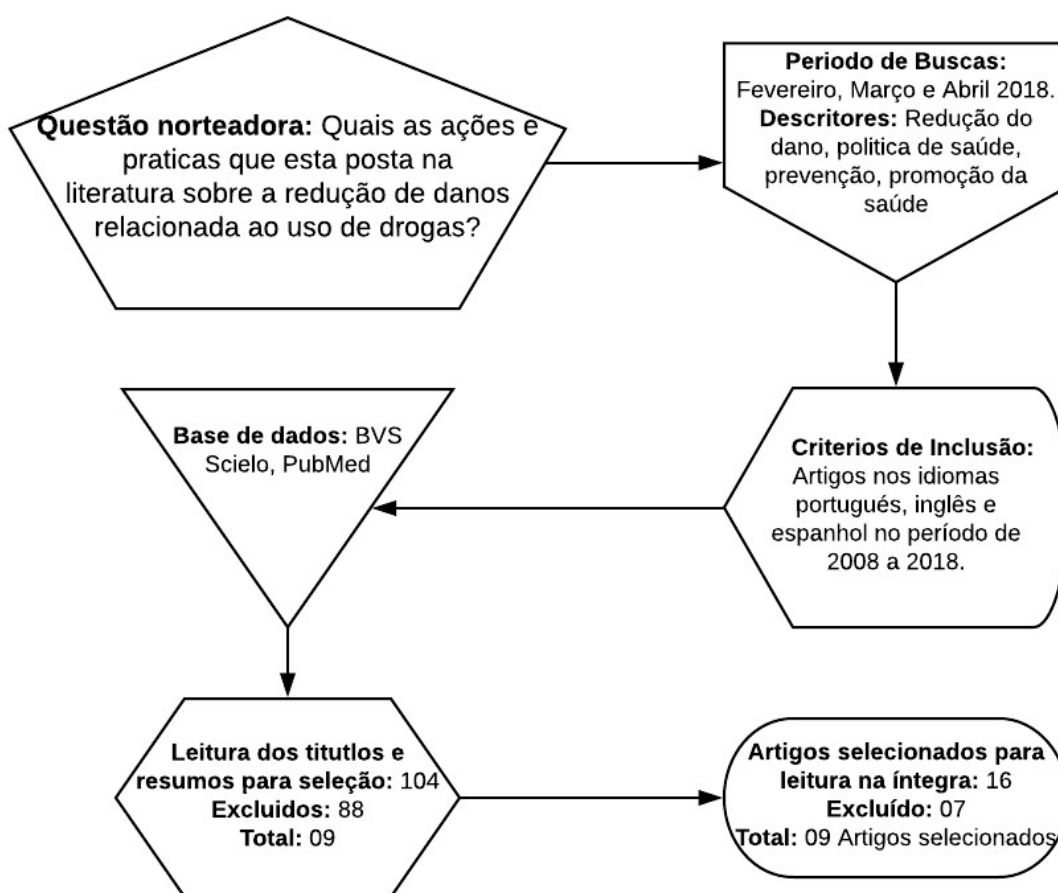 Questão norteadora: Quais as ações e
praticas que esta posta na
literatura sobre a redução de danos
relacionada ao uso de drogas?
Periodo de Buscas:
Fevereiro, Março e Abril 2018.
Descritores: Redução do
dano, politica de saúde,
prevenção, promoção da
saúde
Criterios de Inclusão:
Artigos nos idiomas
portugués, inglês e
espanhol no período de
2008 a 2018.
Base de dados: BVS
Scielo, PubMed
Leitura dos titutlos e
resumos para seleção: 104
Excluidos: 88
Total: 09
Artigos selecionados para
leitura na íntegra: 16
Excluído: 07
Total: 09 Artigos selecionados